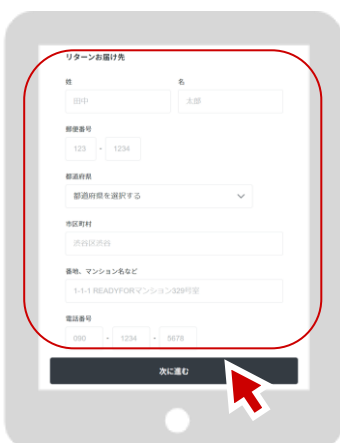 リターンお届け先
姓 名
田中 太郎
郵便番号
123 - 1234
都道府県
都道府県を選択する
市区町村
渋谷区渋谷
番地、マンション名など
1-1-1 READYFORマンション329号室
電話番号
090 - 1234 - 5678
次に進む